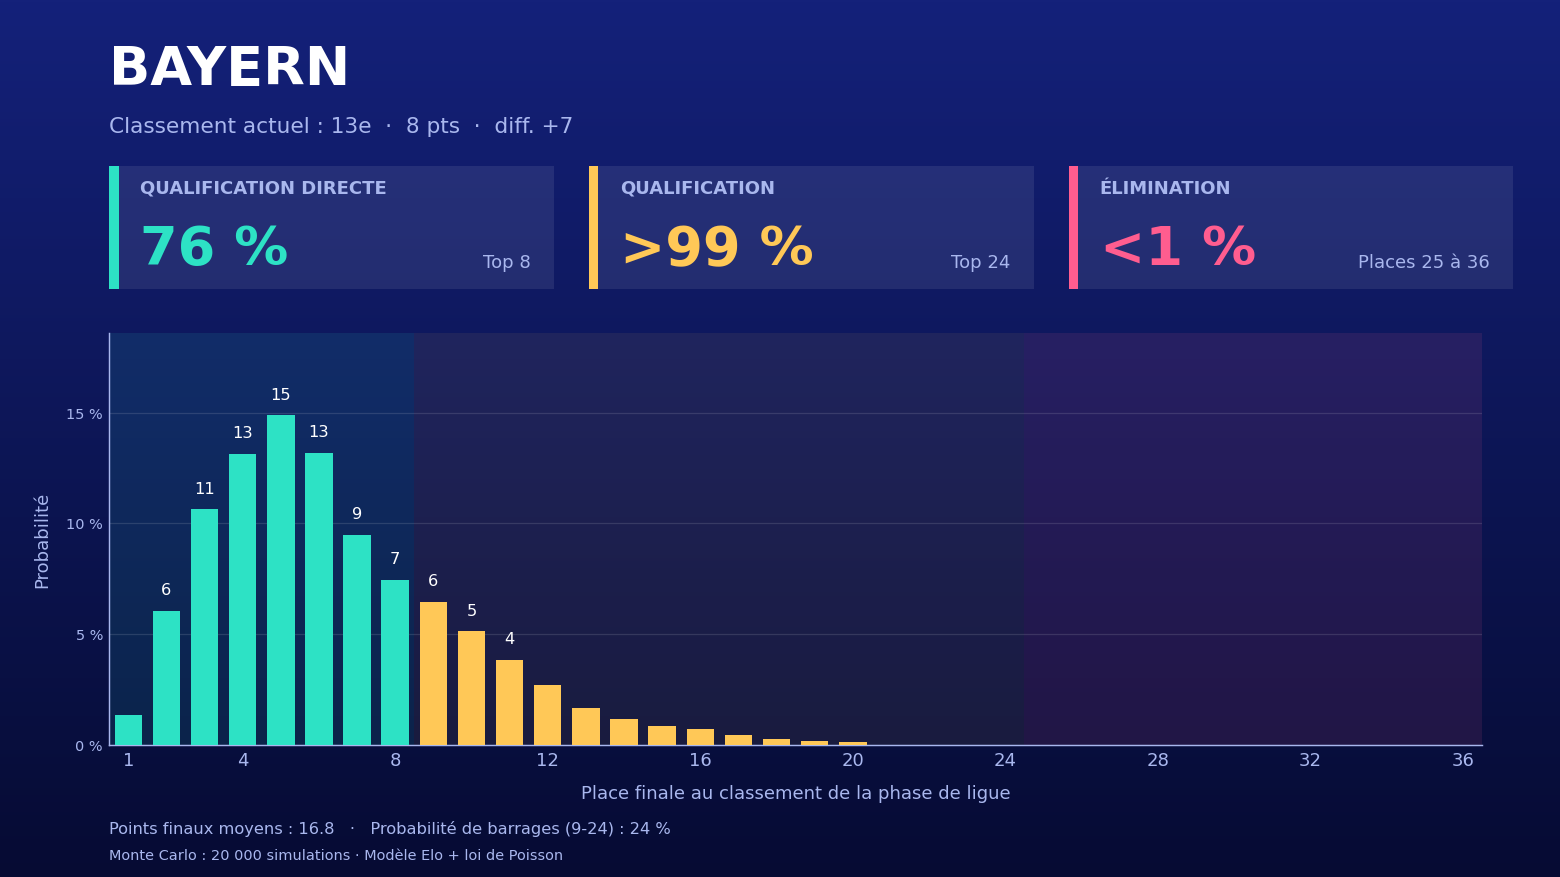 BAYERN
Classement actuel : 13e · 8 pts · diff. +7
QUALIFICATION DIRECTE
76 %
Top 8
QUALIFICATION
>99 %
Top 24
ÉLIMINATION
<1 %
Places 25 à 36
Probabilité
15 %
10 %
5 %
0 %
6
11
13
15
13
9
7
6
5
4
1 4 8 12 16 20 24 28 32 36
Place finale au classement de la phase de ligue
Points finaux moyens : 16.8 · Probabilité de barrages (9-24) : 24 %
Monte Carlo : 20 000 simulations · Modèle Elo + loi de Poisson